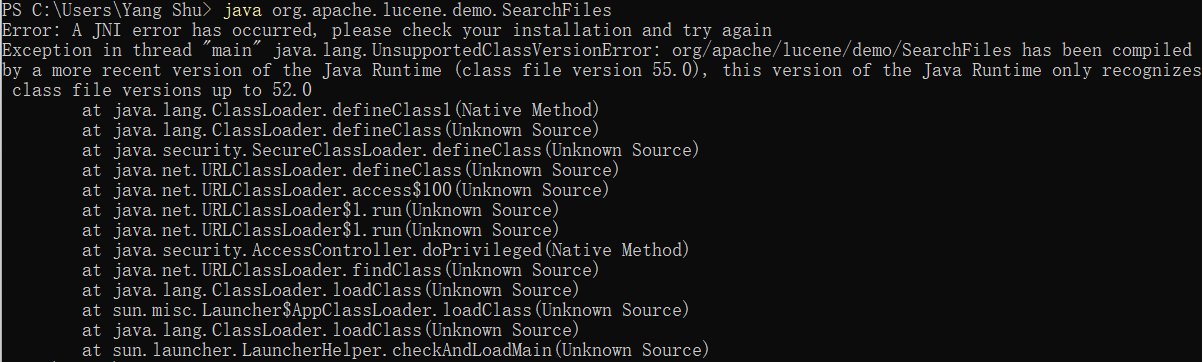 PS C:\Users\Yang Shu> java org.apache.lucene.demo.SearchFiles
Error: A JNI error has occurred, please check your installation and try again
Exception in thread "main" java.lang.UnsupportedClassVersionError: org/apache/lucene/demo/SearchFiles has been compiled
by a more recent version of the Java Runtime (class file version 55.0), this version of the Java Runtime only recognizes
class file versions up to 52.0
at java.lang.ClassLoader.defineClass1(Native Method)
at java.lang.ClassLoader.defineClass(Unknown Source)
at java.security.SecureClassLoader.defineClass(Unknown Source)
at java.net.URLClassLoader.defineClass(Unknown Source)
at java.net.URLClassLoader.access$100(Unknown Source)
at java.net.URLClassLoader$1.run(Unknown Source)
at java.net.URLClassLoader$1.run(Unknown Source)
at java.security.AccessController.doPrivileged(Native Method)
at java.net.URLClassLoader.findClass(Unknown Source)
at java.lang.ClassLoader.loadClass(Unknown Source)
at sun.misc.Launcher$AppClassLoader.loadClass(Unknown Source)
at java.lang.ClassLoader.loadClass(Unknown Source)
at sun.launcher.LauncherHelper.checkAndLoadMain(Unknown Source)